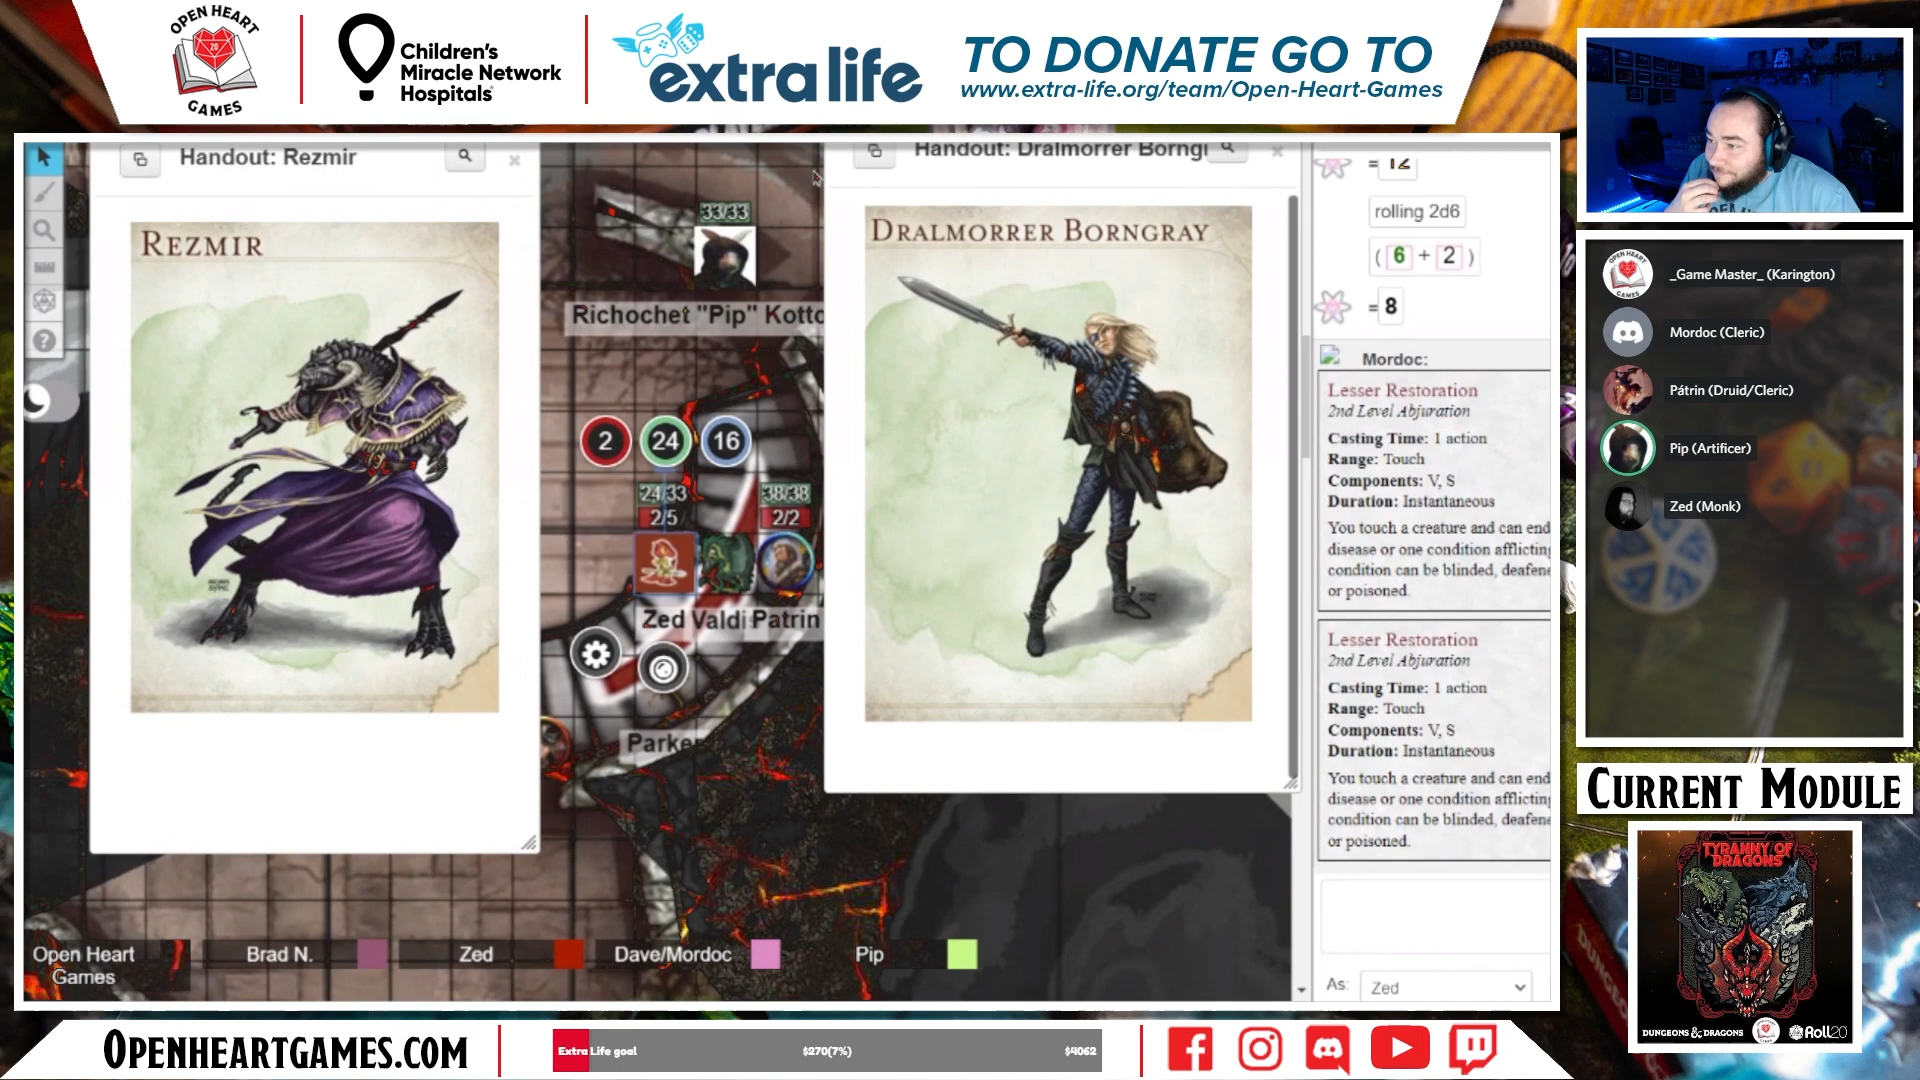 OPEN HEART
20
GAMES
Children's
Miracle Network
Hospitals
extra life
TO DONATE GO TO
www.extra-life.org/team/Open-Heart-Games
Handout: Rezmir
REZMIR
33/33
Richochet "Pip" Kotto
2
24
16
24/33
38/38
2/5
2/2
Zed
Valdi
Patrin
Parker
Handout: Dralmorrer Borngr
DRALMORRER BORNGRAY
= 12
rolling 2d6
( 6 + 2 )
= 8
Mordoc:
Lesser Restoration
2nd Level Abjuration
Casting Time: 1 action
Range: Touch
Components: V, S
Duration: Instantaneous
You touch a creature and can end
disease or one condition afflicting
condition can be blinded, deafene
or poisoned.
Lesser Restoration
2nd Level Abjuration
Casting Time: 1 action
Range: Touch
Components: V, S
Duration: Instantaneous
You touch a creature and can end
disease or one condition afflicting
condition can be blinded, deafene
or poisoned.
As:
Zed
Open Heart
Games
Brad N.
Zed
Dave/Mordoc
Pip
OPEN HEART
GAMES
_Game Master_ (Karington)
Mordoc (Cleric)
Pátrin (Druid/Cleric)
Pip (Artificer)
Zed (Monk)
CURRENT MODULE
TYRANNY OF
DRAGONS
DUNGEONS & DRAGONS
Roll20
OPENHEARTGAMES.COM
Extra Life goal
$270(7%)
$4062